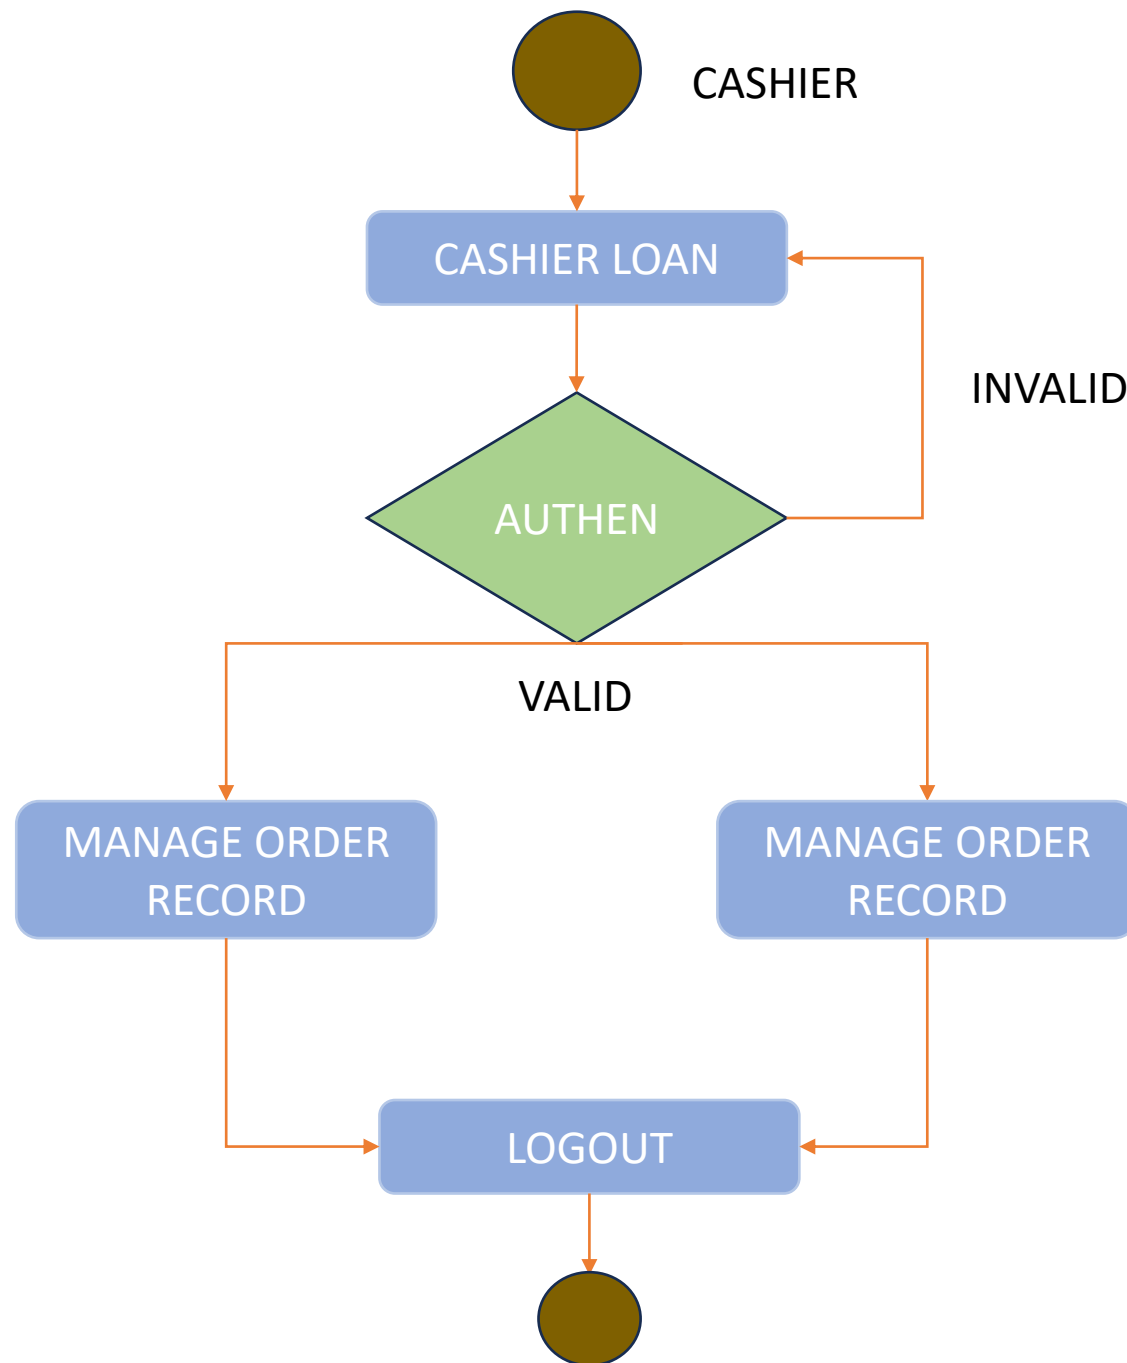 CASHIER
CASHIER LOAN
INVALID
AUTHEN
VALID
MANAGE ORDER
RECORD
MANAGE ORDER
RECORD
LOGOUT